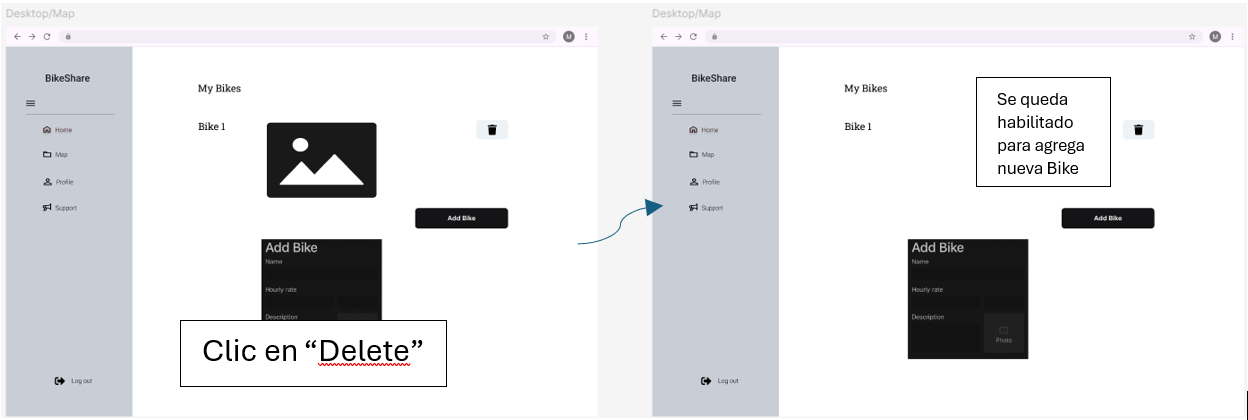 Desktop/Map
M
BikeShare
My Bikes
Bike 1
Home
Map
Profile
Support
Add Bike
Add Bike
Name
Hourly rate
Description
Clic en “Delete”
Log out
Desktop/Map
M
BikeShare
My Bikes
Bike 1
Se queda
habilitado
para agrega
nueva Bike
Home
Map
Profile
Support
Add Bike
Add Bike
Name
Hourly rate
Description
Photo
Log out